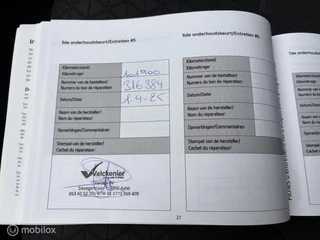 5de onderhoudsbeurt/Entretien #5
Kilometerstand/
Kilométrage:
101900
Nummer van de bestelbon/
Numéro du bon de réparation:
316384
Datum/Date:
1-4-25
Naam van de hersteller/
Nom du réparateur:
Opmerkingen/Commentaires:
Stempel van de hersteller/
Cachet du réparateur:
Valckenier
6de onderhoudsbeurt/Entretien #6
Kilometerstand/
Kilométrage:
Nummer van de bestelbon/
Numéro du bon de réparation:
Datum/Date:
Naam van de hersteller/
Nom du réparateur:
Opmerkingen/Commentaires:
Stempel van de hersteller/
Cachet du réparateur:
27
7de onderhou
© mobilox